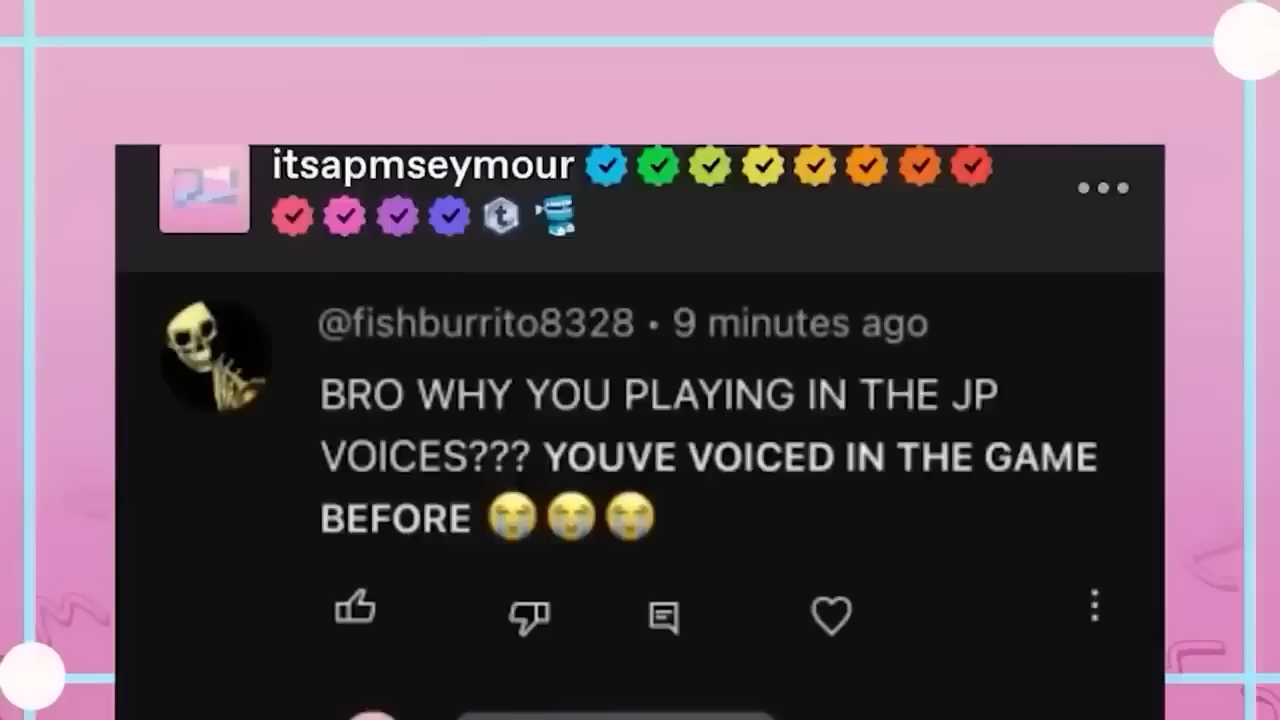 itsapmseymour
@fishburrito8328 • 9 minutes ago
BRO WHY YOU PLAYING IN THE JP
VOICES??? YOUVE VOICED IN THE GAME
BEFORE 😭😭😭